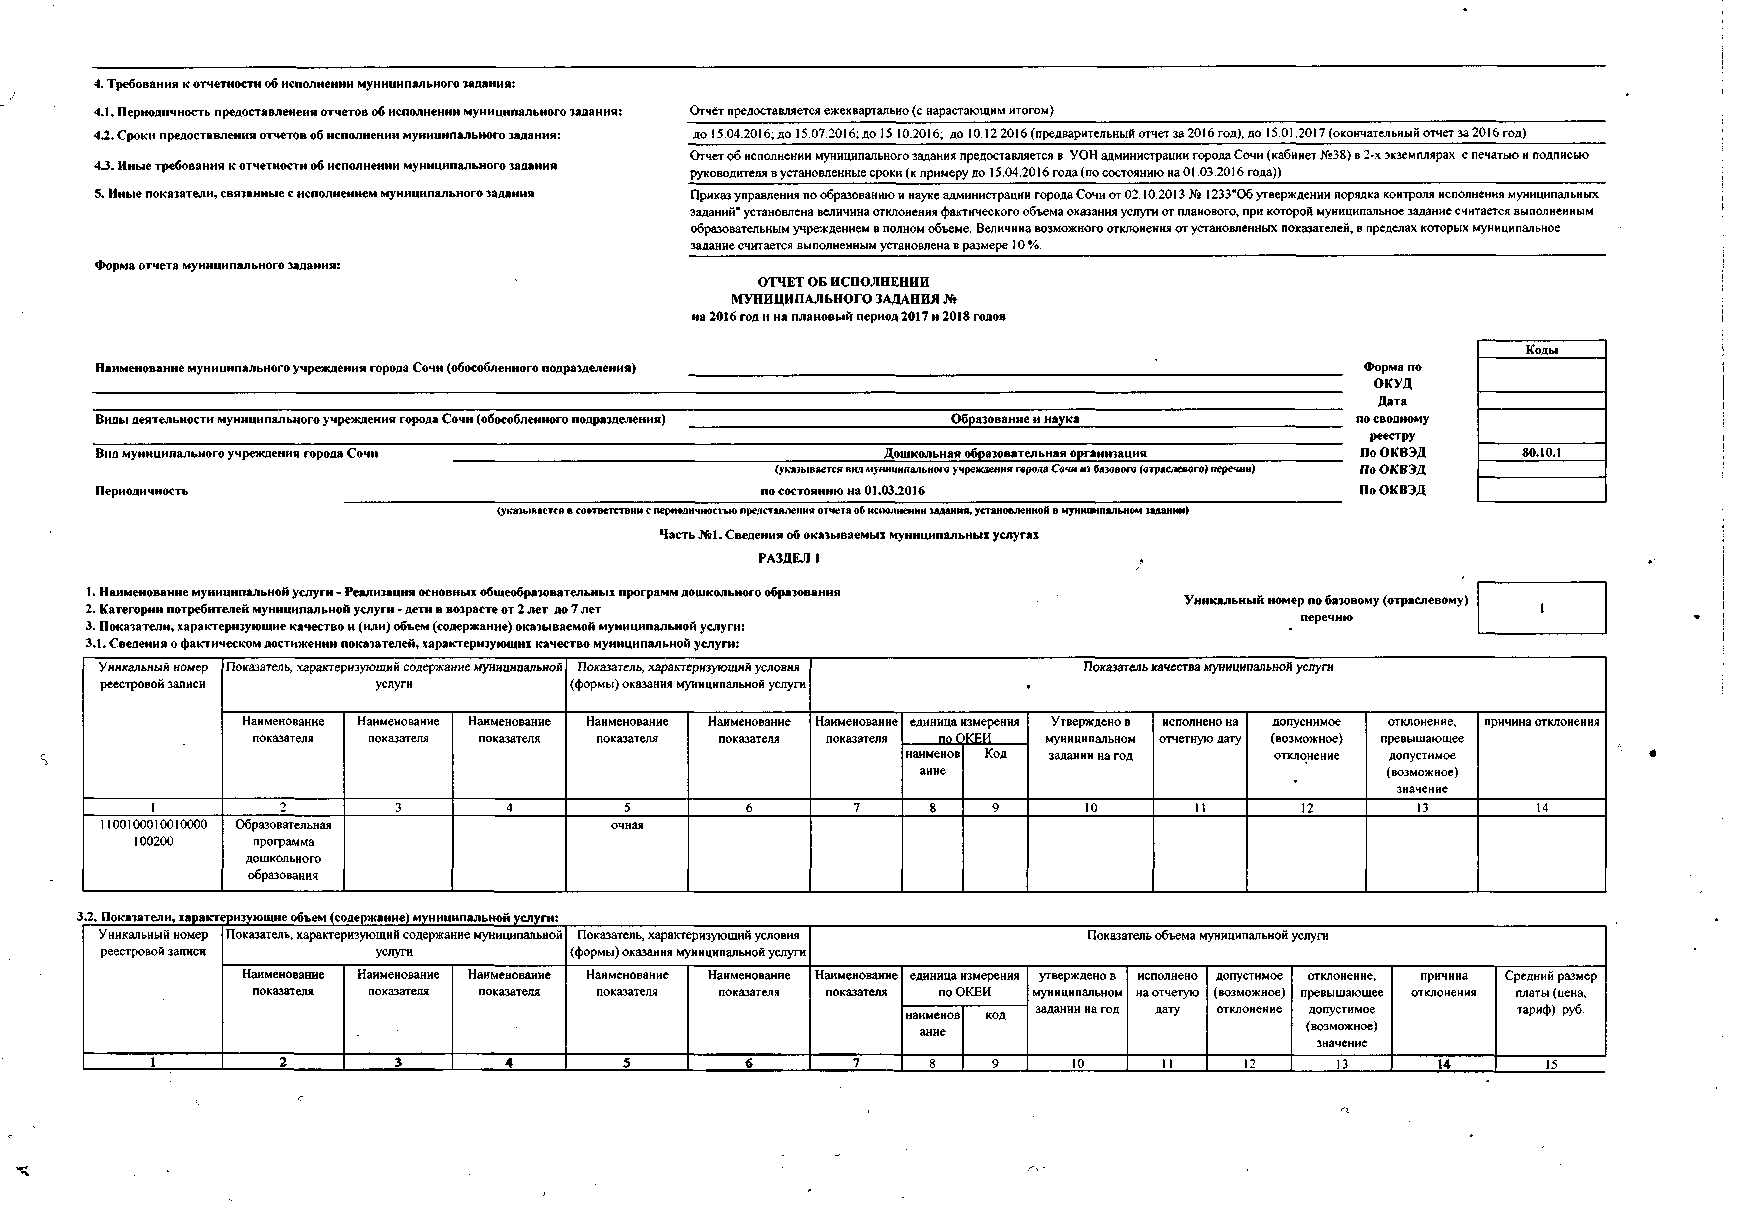 4. Требования к отчетности об исполнении муниципального задания:
4.1. Периодичность предоставленеия отчетов об исполнении муниципального задания: Отчёт предоставляется ежеквартально (с нарастающим итогом)
4.2. Сроки предоставления отчетов об исполнения муниципального задания: до 15.04.2016; до 15.07.2016; до 15 10.2016; до 10.12 2016 (предварительный отчет за 2016 год), до 15.01.2017 (окончательный отчет за 2016 год)
4.3. Иные требования к отчетности об исполнении муниципального задания Отчет об исполнении муниципального задания предоставляется в УОН администрации города Сочи (кабинет №38) в 2-х экземплярах с печатью и подписью
руководителя в установленные сроки (к примеру до 15.04.2016 года (по состоянию на 01.03.2016 года))
5. Иные показатели, связанные с исполнением муниципального задания Приказ управления по образованию и науке администрации города Сочи от 02.10.2013 № 1233"Об утверждении порядка контроля исполнения муниципальных
заданий" установлена величина отклонения фактического объема оказания услуги от планового, при которой муниципальное задание считается выполненным
образовательным учреждением в полном объеме. Величина возможного отклонения от установленных показателей, в пределах которых муниципальное
задание считается выполненным установлена в размере 10 %.
Форма отчета муниципального задания:
ОТЧЕТ ОБ ИСПОЛНЕНИИ
МУНИЦИПАЛЬНОГО ЗАДАНИЯ №
на 2016 год и на плановый период 2017 и 2018 годов
Коды
Наименование муниципального учреждения города Сочи (обособленного подразделения) Форма по
ОКУД
Дата
Виды деятельности муниципального учреждения города Сочи (обособленного подразделения) Образование и наука по сводному
реестру
Вид муниципального учреждения города Сочи Дошкольная образовательная организация По ОКВЭД 80.10.1
(указывается вид муниципального учреждения города Сочи из базового (отраслевого) перечня) По ОКВЭД
Периодичность по состоянию на 01.03.2016 По ОКВЭД
(указывается в соответствии с периодичностью представления отчета об исполнении задания, установленной в муниципальном задании)
Часть №1. Сведения об оказываемых муниципальных услугах
РАЗДЕЛ 1
1. Наименование муниципальной услуги - Реализация основных общеобразовательных программ дошкольного образования
2. Категории потребителей муниципальной услуги - дети в возрасте от 2 лет до 7 лет
Уникальный номер по базовому (отраслевому)
перечню
1
3. Показатели, характеризующие качество и (или) объем (содержание) оказываемой муниципальной услуги:
3.1. Сведения о фактическом достижении показателей, характеризующих качество муниципальной услуги:
Уникальный номер Показатель, характеризующий содержание муниципальной Показатель, характеризующий условия Показатель качества муниципальной услуги
реестровой записи услуги (формы) оказания муниципальной услуги
Наименование Наименование Наименование Наименование Наименование Наименование единица измерения Утверждено в исполнено на допуснимое отклонение, причина отклонения
показателя показателя показателя показателя показателя показателя по ОКЕИ муниципальном отчетную дату (возможное) превышающее
наименов Код задании на год отклонение допустимое
ание (возможное)
значение
1 2 3 4 5 6 7 8 9 10 11 12 13 14
1100100010010000 Образовательная очная
100200 программа
дошкольного
образования
3.2. Показатели, характеризующие объем (содержание) муниципальной услуги:
Уникальный номер Показатель, характеризующий содержание муниципальной Показатель, характеризующий условия Показатель объема муниципальной услуги
реестровой записи услуги (формы) оказания муниципальной услуги
Наименование Наименование Наименование Наименование Наименование Наименование единица измерения утверждено в исполнено допустимое отклонение, причина Средний размер
показателя показателя показателя показателя показателя показателя по ОКЕИ муниципальном на отчетую (возможное) превышающее отклонения платы (цена,
наименов код задании на год дату отклонение допустимое тариф) руб.
ание (возможное)
значение
1 2 3 4 5 6 7 8 9 10 11 12 13 14 15